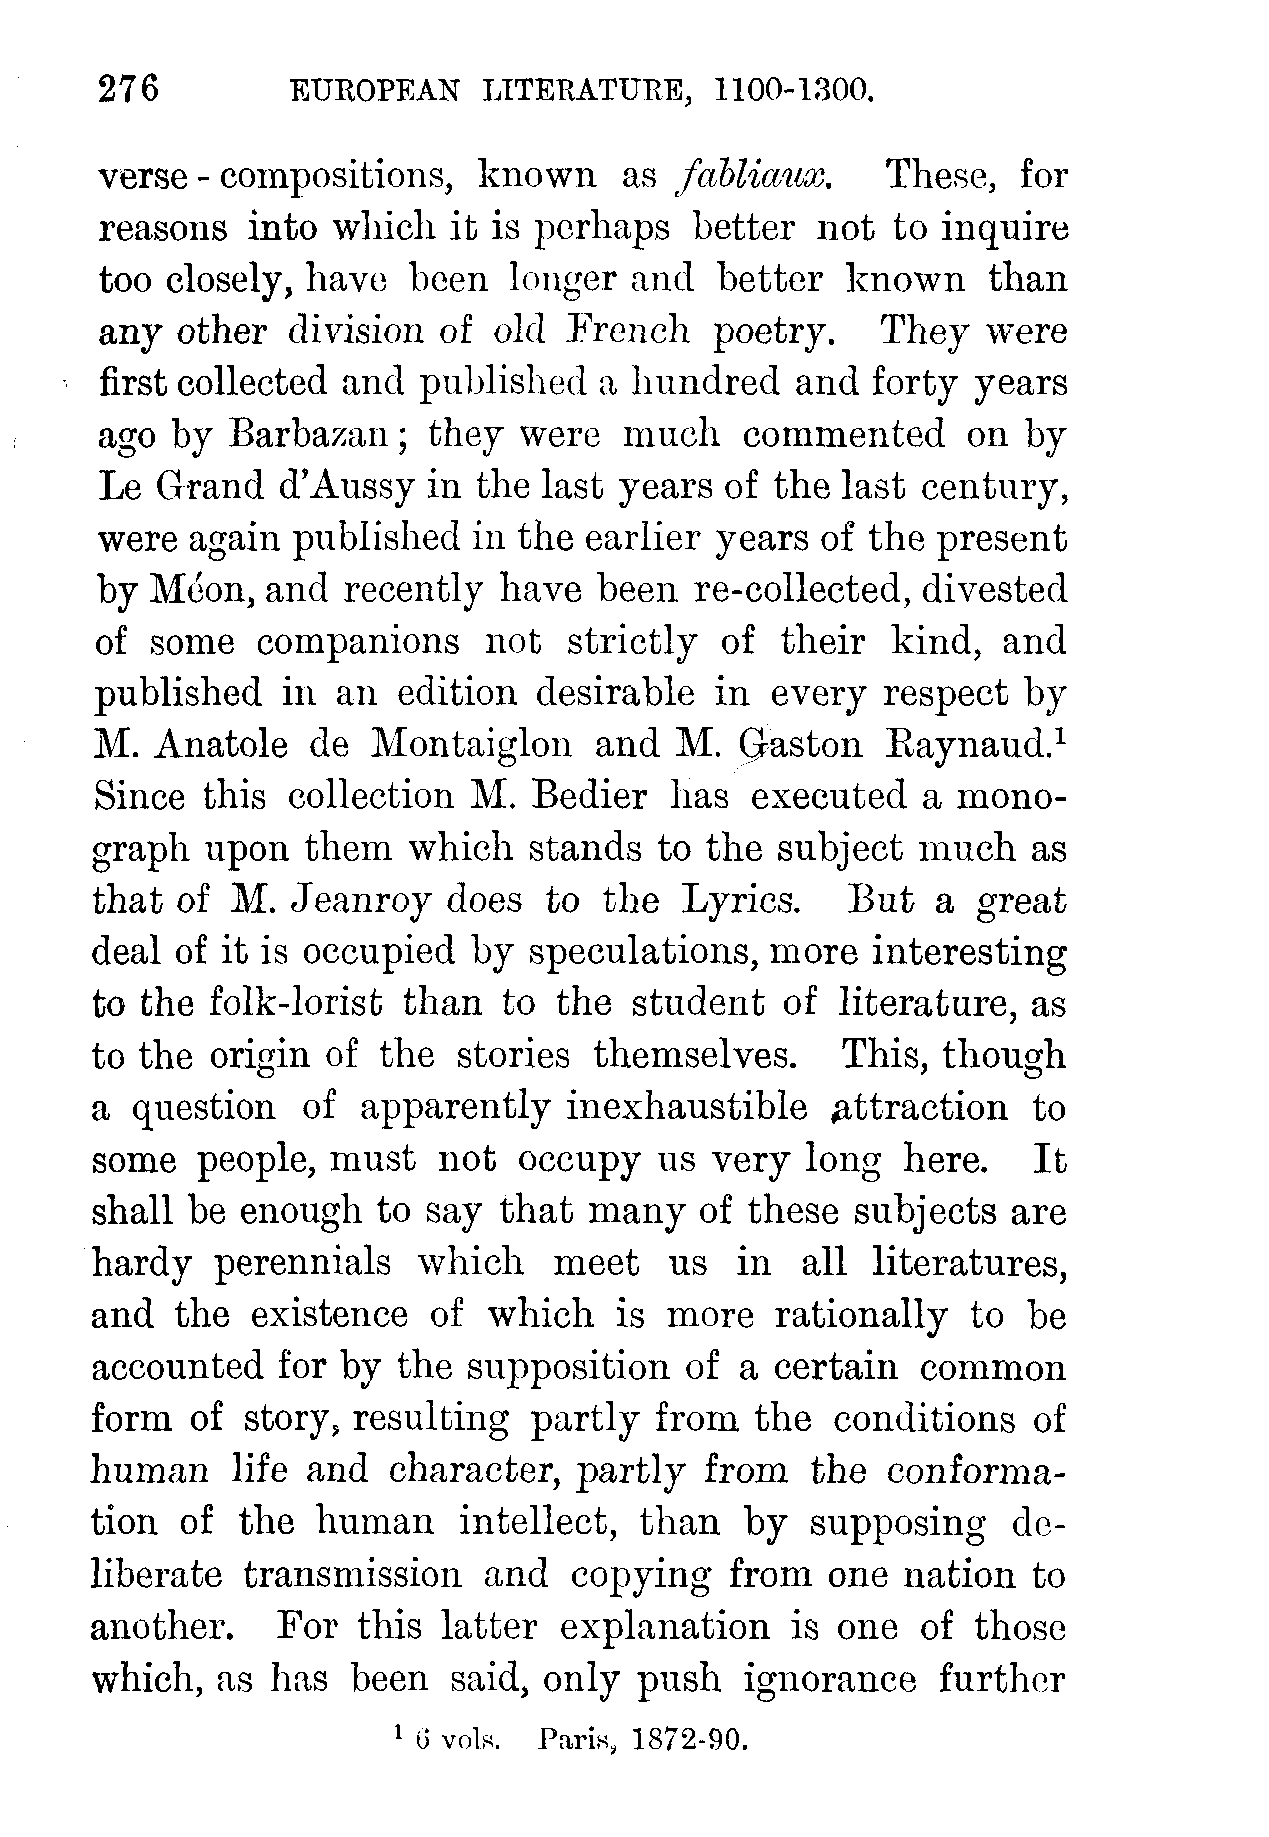 276 EUROPEAN LITERATURE, 1100-1300.
verse-compositions, known as fabliaux. These, for
reasons into which it is perhaps better not to inquire
too closely, have been longer and better known than
any other division of old French poetry. They were
first collected and published a hundred and forty years
ago by Barbazan; they were much commented on by
Le Grand d'Aussy in the last years of the last century,
were again published in the earlier years of the present
by Méon, and recently have been re-collected, divested
of some companions not strictly of their kind, and
published in an edition desirable in every respect by
M. Anatole de Montaiglon and M. Gaston Raynaud.¹
Since this collection M. Bedier has executed a mono-
graph upon them which stands to the subject much as
that of M. Jeanroy does to the Lyrics. But a great
deal of it is occupied by speculations, more interesting
to the folk-lorist than to the student of literature, as
to the origin of the stories themselves. This, though
a question of apparently inexhaustible attraction to
some people, must not occupy us very long here. It
shall be enough to say that many of these subjects are
hardy perennials which meet us in all literatures,
and the existence of which is more rationally to be
accounted for by the supposition of a certain common
form of story, resulting partly from the conditions of
human life and character, partly from the conforma-
tion of the human intellect, than by supposing de-
liberate transmission and copying from one nation to
another. For this latter explanation is one of those
which, as has been said, only push ignorance further
¹ 6 vols. Paris, 1872-90.